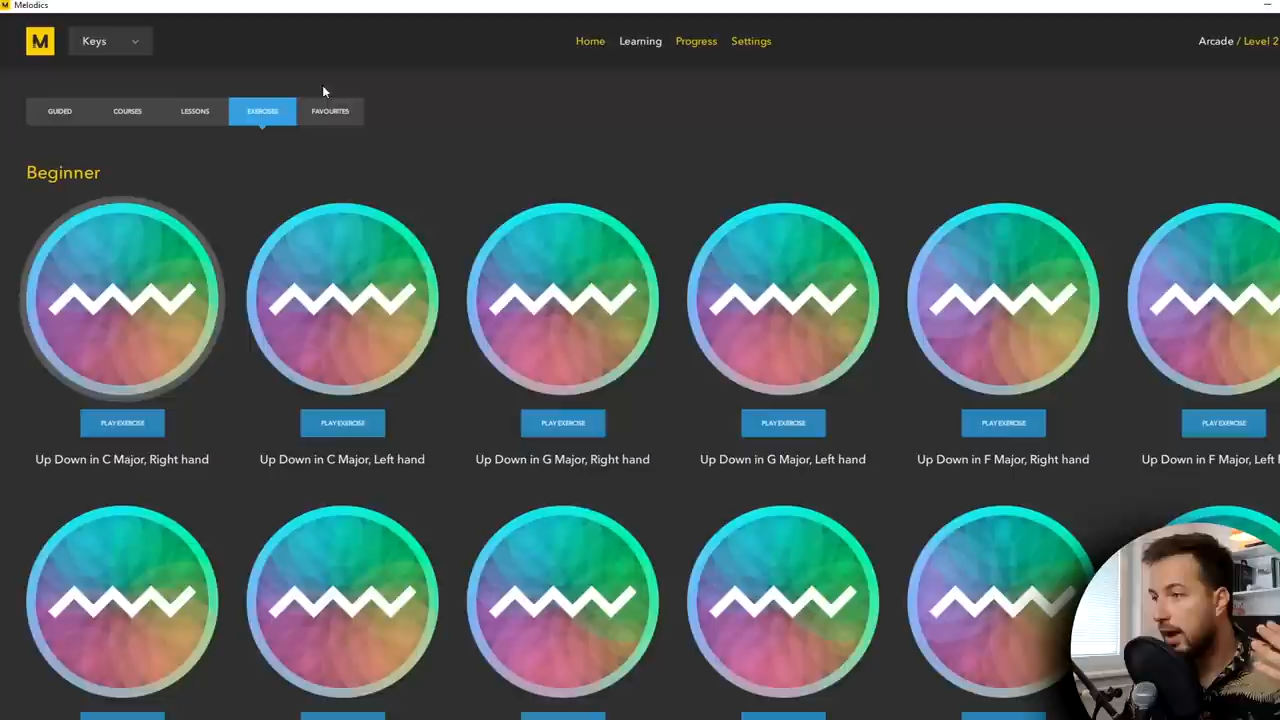 Melodics
M
Keys
Home
Learning
Progress
Settings
Arcade / Level 2
GUIDED
COURSES
LESSONS
EXERCISES
FAVOURITES
Beginner
PLAY EXERCISE
PLAY EXERCISE
PLAY EXERCISE
PLAY EXERCISE
PLAY EXERCISE
PLAY EXERCISE
Up Down in C Major, Right hand
Up Down in C Major, Left hand
Up Down in G Major, Right hand
Up Down in G Major, Left hand
Up Down in F Major, Right hand
Up Down in F Major, Left